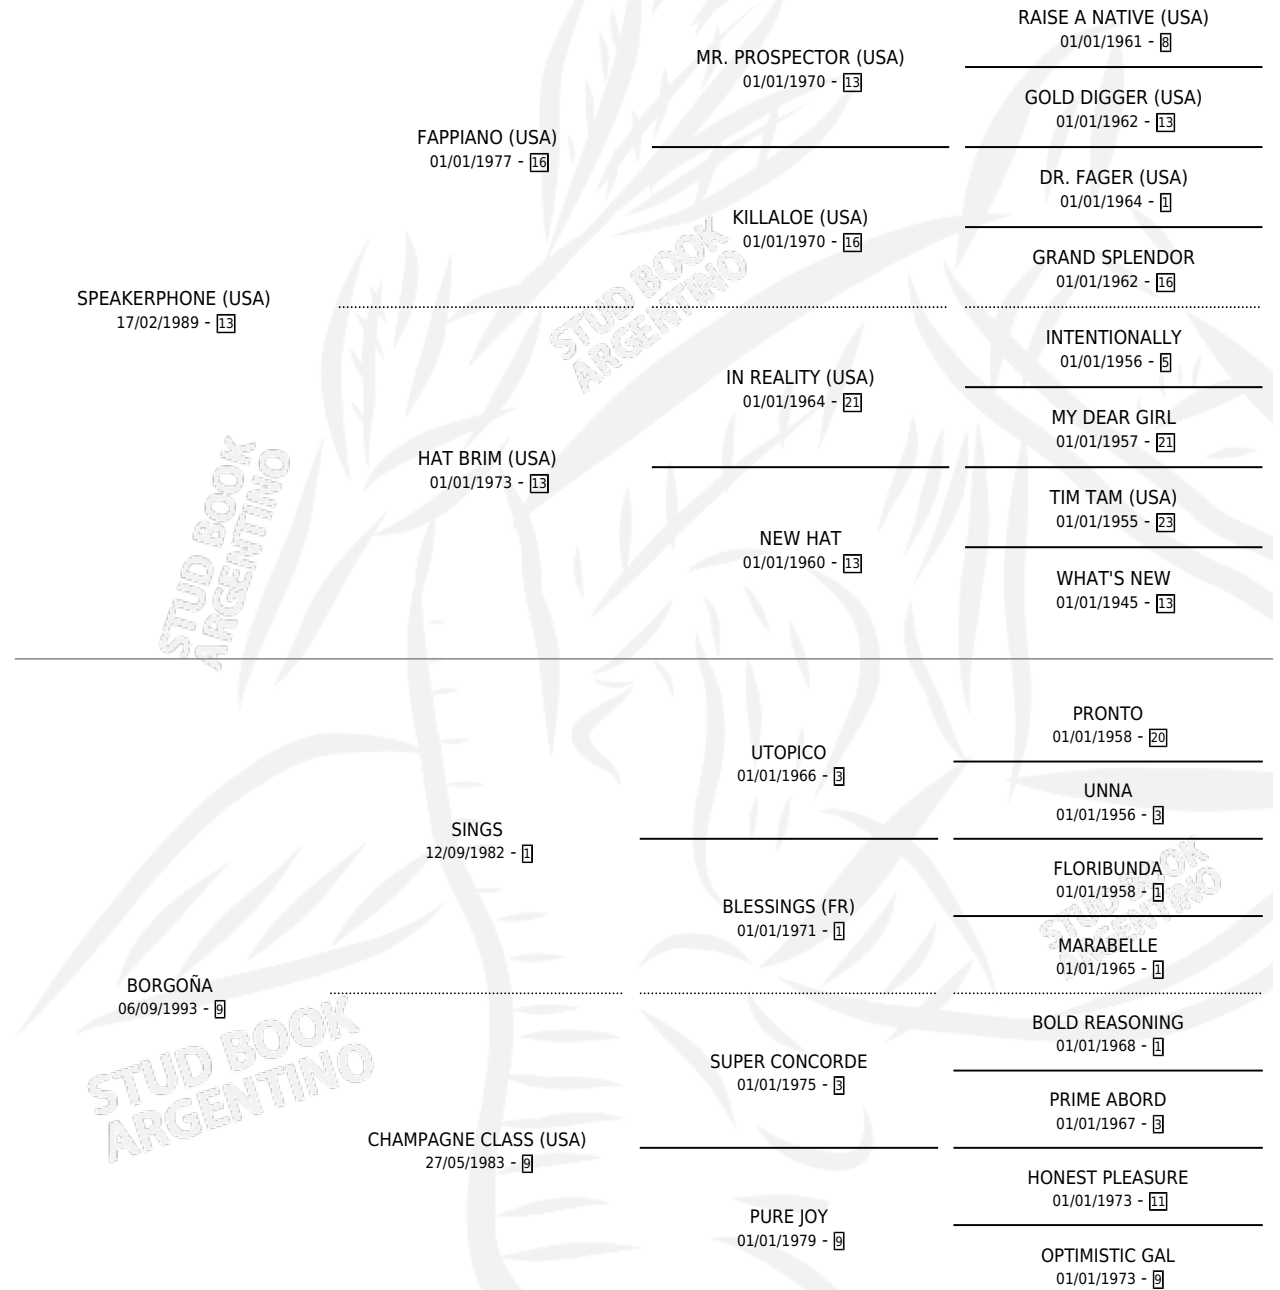 RAISE A NATIVE (USA)
01/01/1961 - 8
MR. PROSPECTOR (USA)
01/01/1970 - 13
GOLD DIGGER (USA)
01/01/1962 - 13
FAPPIANO (USA)
01/01/1977 - 16
DR. FAGER (USA)
01/01/1964 - 1
KILLALOE (USA)
01/01/1970 - 16
GRAND SPLENDOR
01/01/1962 - 16
SPEAKERPHONE (USA)
17/02/1989 - 13
INTENTIONALLY
01/01/1956 - 5
IN REALITY (USA)
01/01/1964 - 21
MY DEAR GIRL
01/01/1957 - 21
HAT BRIM (USA)
01/01/1973 - 13
TIM TAM (USA)
01/01/1955 - 23
NEW HAT
01/01/1960 - 13
WHAT'S NEW
01/01/1945 - 13
PRONTO
01/01/1958 - 20
UTOPICO
01/01/1966 - 3
UNNA
01/01/1956 - 3
SINGS
12/09/1982 - 1
FLORIBUNDA
01/01/1958 - 1
BLESSINGS (FR)
01/01/1971 - 1
MARABELLE
01/01/1965 - 1
BORGOÑA
06/09/1993 - 9
BOLD REASONING
01/01/1968 - 1
SUPER CONCORDE
01/01/1975 - 3
PRIME ABORD
01/01/1967 - 3
CHAMPAGNE CLASS (USA)
27/05/1983 - 9
HONEST PLEASURE
01/01/1973 - 11
PURE JOY
01/01/1979 - 9
OPTIMISTIC GAL
01/01/1973 - 9
STUD BOOK
ARGENTINO
STUD BOOK
ARGENTINO
STUD BOOK
ARGENTINO
STUD BOOK
ARGENTINO